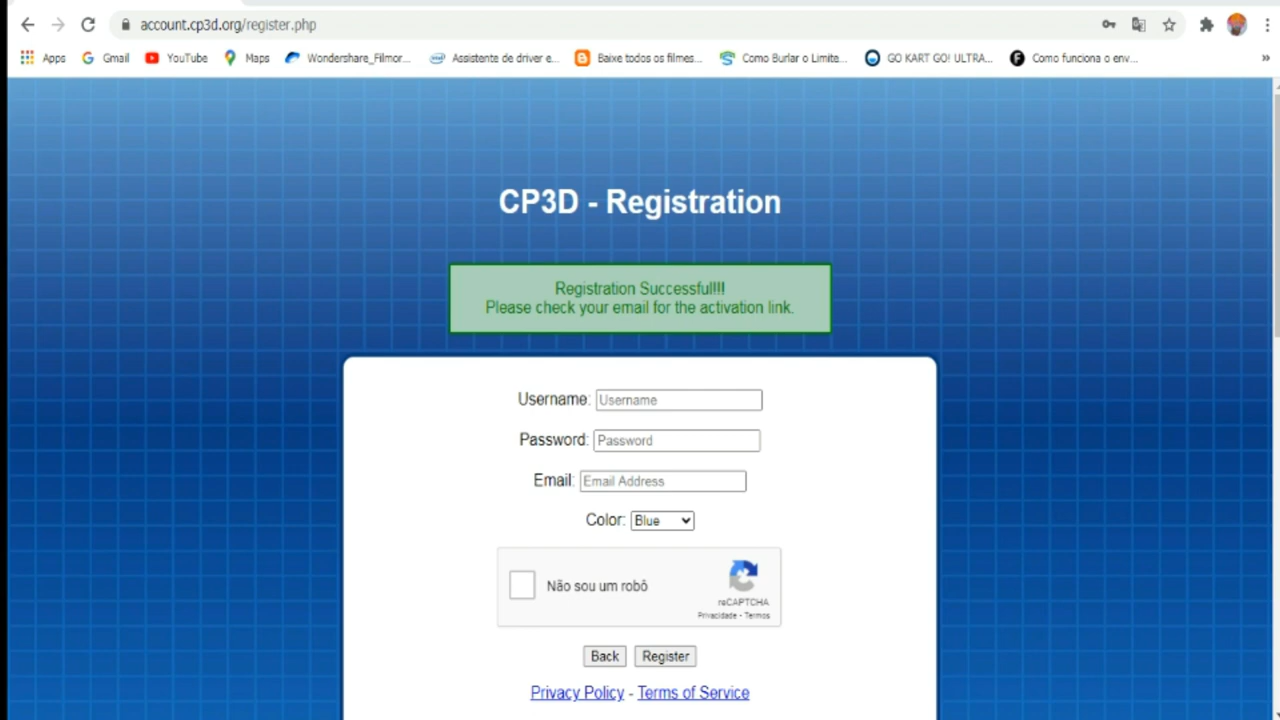 account.cp3d.org/register.php
Apps Gmail YouTube Maps Wondershare_Filmor... Assistente de driver e... Baixe todos os filmes... Como Burlar o Limite... GO KART GO! ULTRA... Como funciona o env... »
CP3D - Registration
Registration Successful!!!!
Please check your email for the activation link.
Username: Username
Password: Password
Email: Email Address
Color: Blue
Não sou um robô
reCAPTCHA
Privacidade - Termos
Back Register
Privacy Policy - Terms of Service